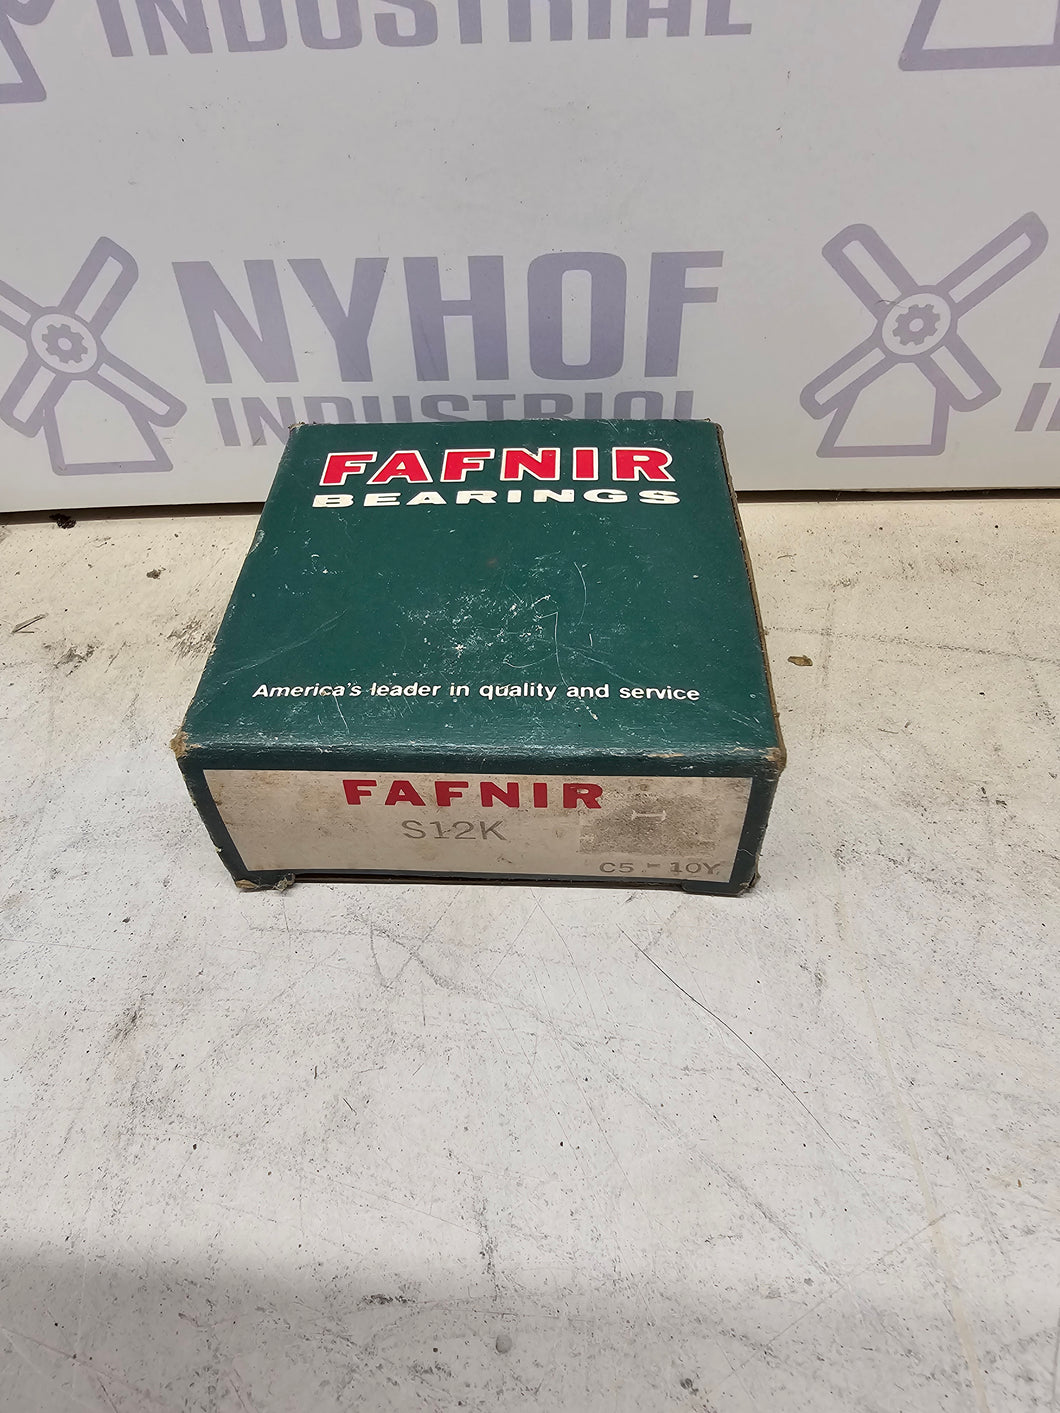 INDUSTRIAL
NYHOF
INDUSTRIAL
FAFNIR
BEARINGS
America's leader in quality and service
FAFNIR
S12K
C5 - 10Y